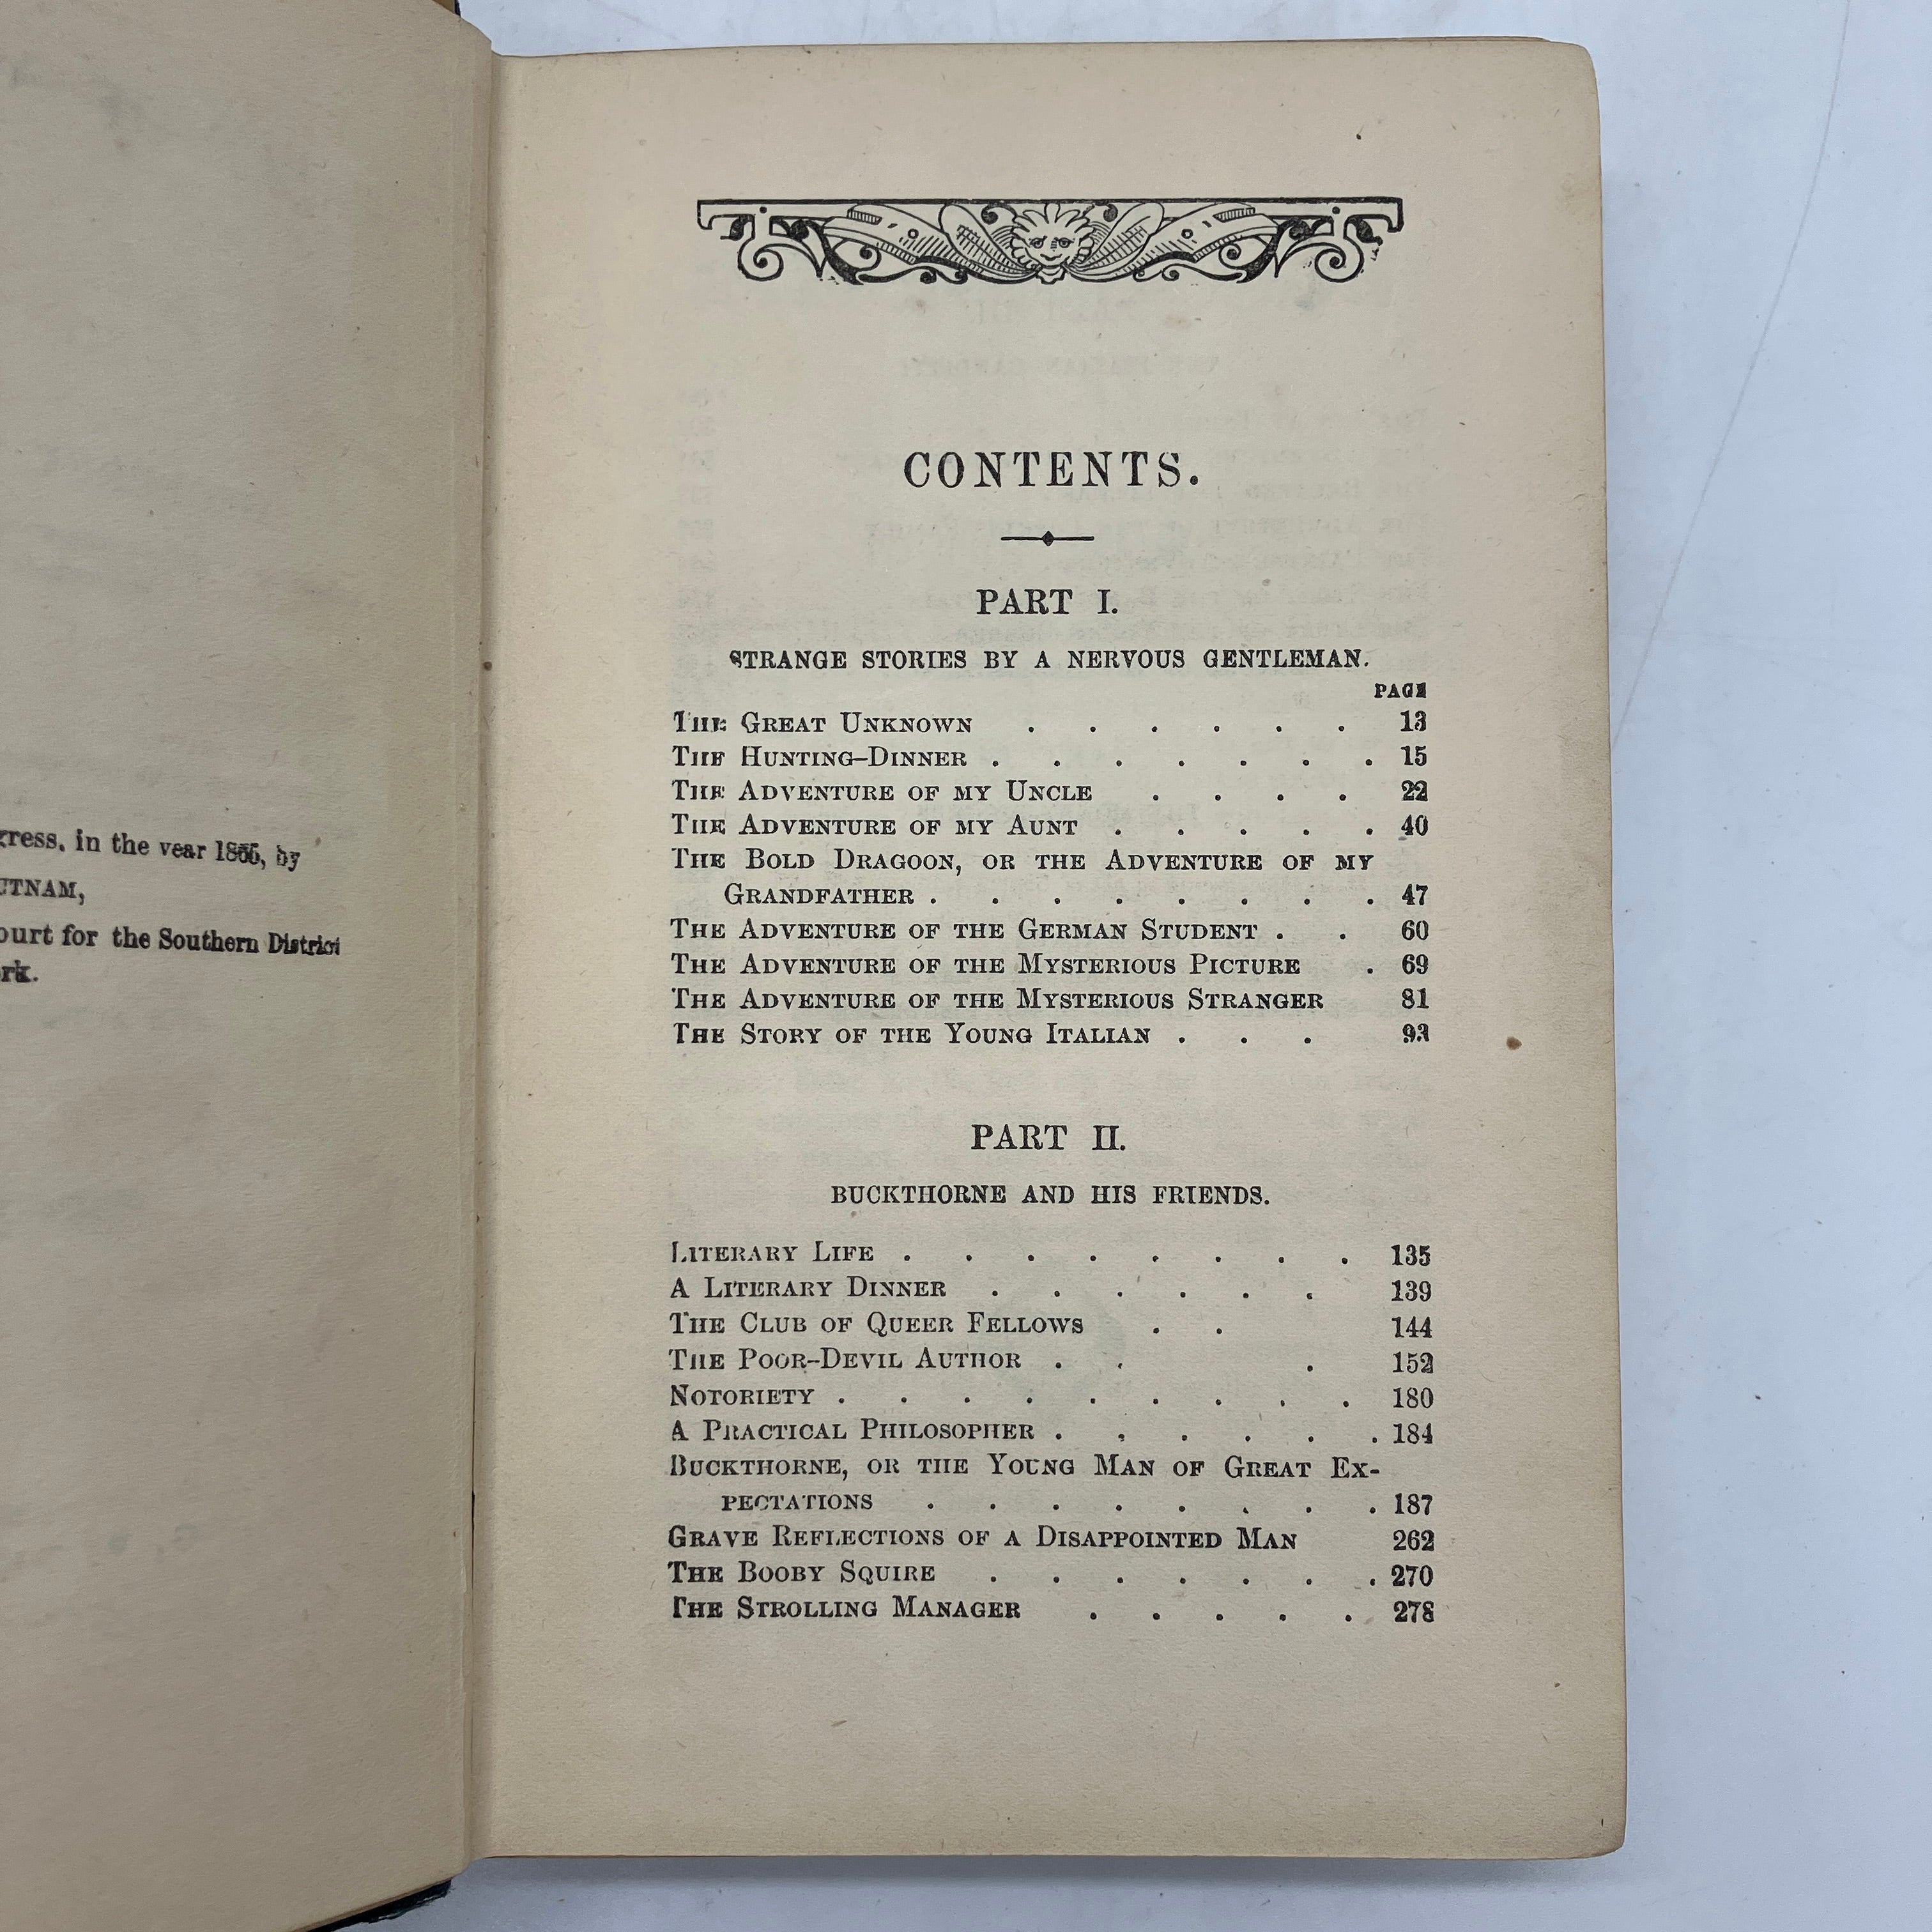 gress, in the year 1865, by
UTNAM,
ourt for the Southern District
rk.
CONTENTS.
PART I.
STRANGE STORIES BY A NERVOUS GENTLEMAN.
PAGE
THE GREAT UNKNOWN . . . . . . 13
THE HUNTING-DINNER . . . . . . . 15
THE ADVENTURE OF MY UNCLE . . . . 22
THE ADVENTURE OF MY AUNT . . . . . 40
THE BOLD DRAGOON, OR THE ADVENTURE OF MY
GRANDFATHER . . . . . . . . 47
THE ADVENTURE OF THE GERMAN STUDENT . . 60
THE ADVENTURE OF THE MYSTERIOUS PICTURE . 69
THE ADVENTURE OF THE MYSTERIOUS STRANGER 81
THE STORY OF THE YOUNG ITALIAN . . . 93
PART II.
BUCKTHORNE AND HIS FRIENDS.
LITERARY LIFE . . . . . . . . 135
A LITERARY DINNER . . . . . . 139
THE CLUB OF QUEER FELLOWS . . 144
THE POOR-DEVIL AUTHOR . . . 152
NOTORIETY . . . . . . . . . 180
A PRACTICAL PHILOSOPHER . . . . . . 184
BUCKTHORNE, OR THE YOUNG MAN OF GREAT EX-
PECTATIONS . . . . . . . . 187
GRAVE REFLECTIONS OF A DISAPPOINTED MAN 262
THE BOOBY SQUIRE . . . . . . . 270
THE STROLLING MANAGER . . . . . 278